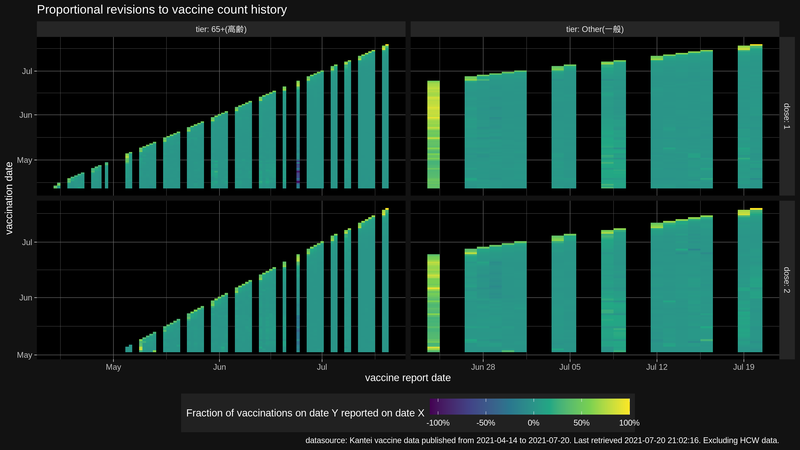 Proportional revisions to vaccine count history
tier: 65+(高齢)
tier: Other(一般)
Jul
Jun
May
dose: 1
vaccination date
Jul
Jun
May
dose: 2
May
Jun
Jul
Jun 28
Jul 05
Jul 12
Jul 19
vaccine report date
Fraction of vaccinations on date Y reported on date X
-100%
-50%
0%
50%
100%
datasource: Kantei vaccine data published from 2021-04-14 to 2021-07-20. Last retrieved 2021-07-20 21:02:16. Excluding HCW data.